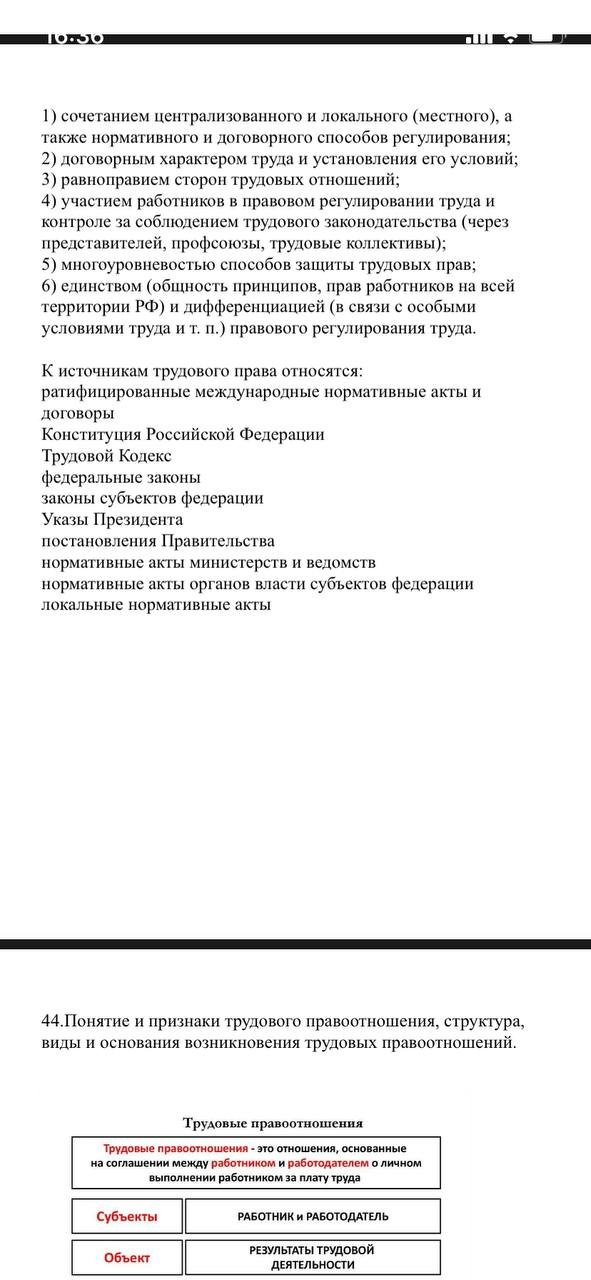 16:36
1) сочетанием централизованного и локального (местного), а
также нормативного и договорного способов регулирования;
2) договорным характером труда и установления его условий;
3) равноправием сторон трудовых отношений;
4) участием работников в правовом регулировании труда и
контроле за соблюдением трудового законодательства (через
представителей, профсоюзы, трудовые коллективы);
5) многоуровневостью способов защиты трудовых прав;
6) единством (общность принципов, прав работников на всей
территории РФ) и дифференциацией (в связи с особыми
условиями труда и т. п.) правового регулирования труда.
К источникам трудового права относятся:
ратифицированные международные нормативные акты и
договоры
Конституция Российской Федерации
Трудовой Кодекс
федеральные законы
законы субъектов федерации
Указы Президента
постановления Правительства
нормативные акты министерств и ведомств
нормативные акты органов власти субъектов федерации
локальные нормативные акты
44.Понятие и признаки трудового правоотношения, структура,
виды и основания возникновения трудовых правоотношений.
Трудовые правоотношения
Трудовые правоотношения - это отношения, основанные
на соглашении между работником и работодателем о личном
выполнении работником за плату труда
Субъекты
РАБОТНИК и РАБОТОДАТЕЛЬ
Объект
РЕЗУЛЬТАТЫ ТРУДОВОЙ
ДЕЯТЕЛЬНОСТИ